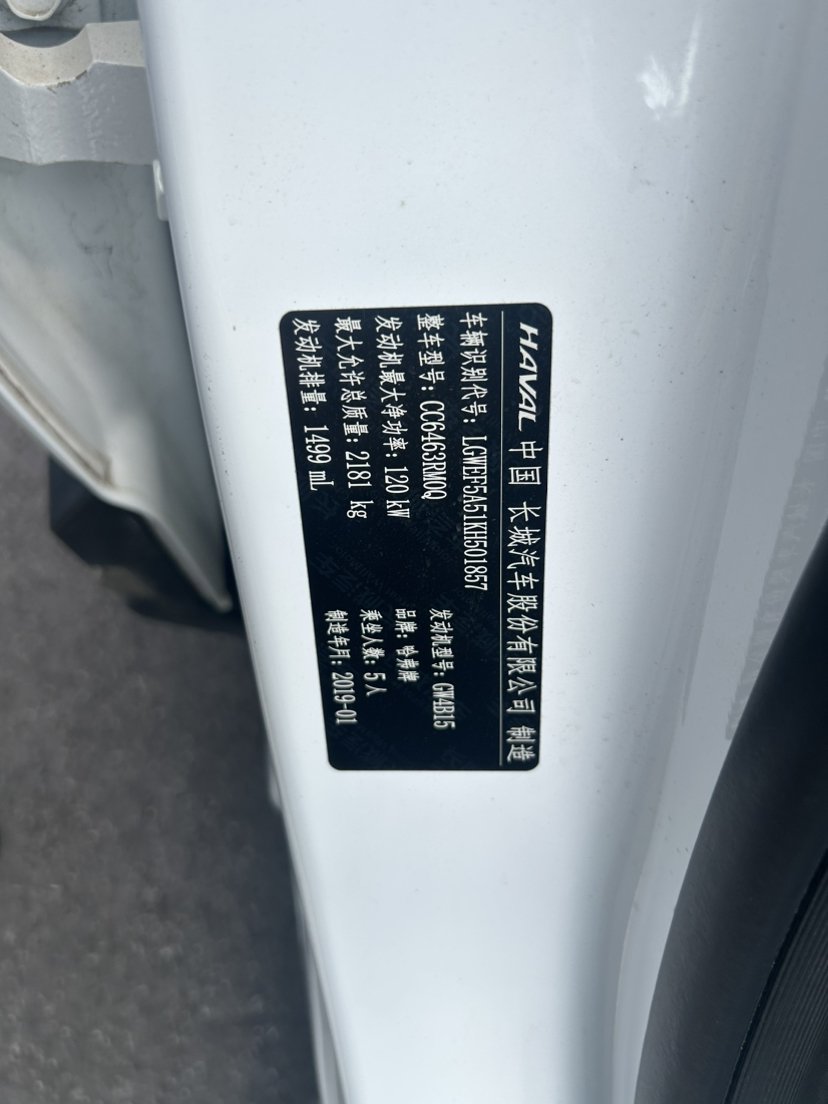 HAVAL 中国 长城汽车股份有限公司 制造
车辆识别代号: LGWEF5A51KH501857
整车型号: CC6463RM0Q 发动机型号: GW4B15
发动机最大净功率: 120 kW 品牌: 哈弗牌
最大允许总质量: 2181 kg 乘坐人数: 5人
发动机排量: 1499 mL 制造年月: 2019-01